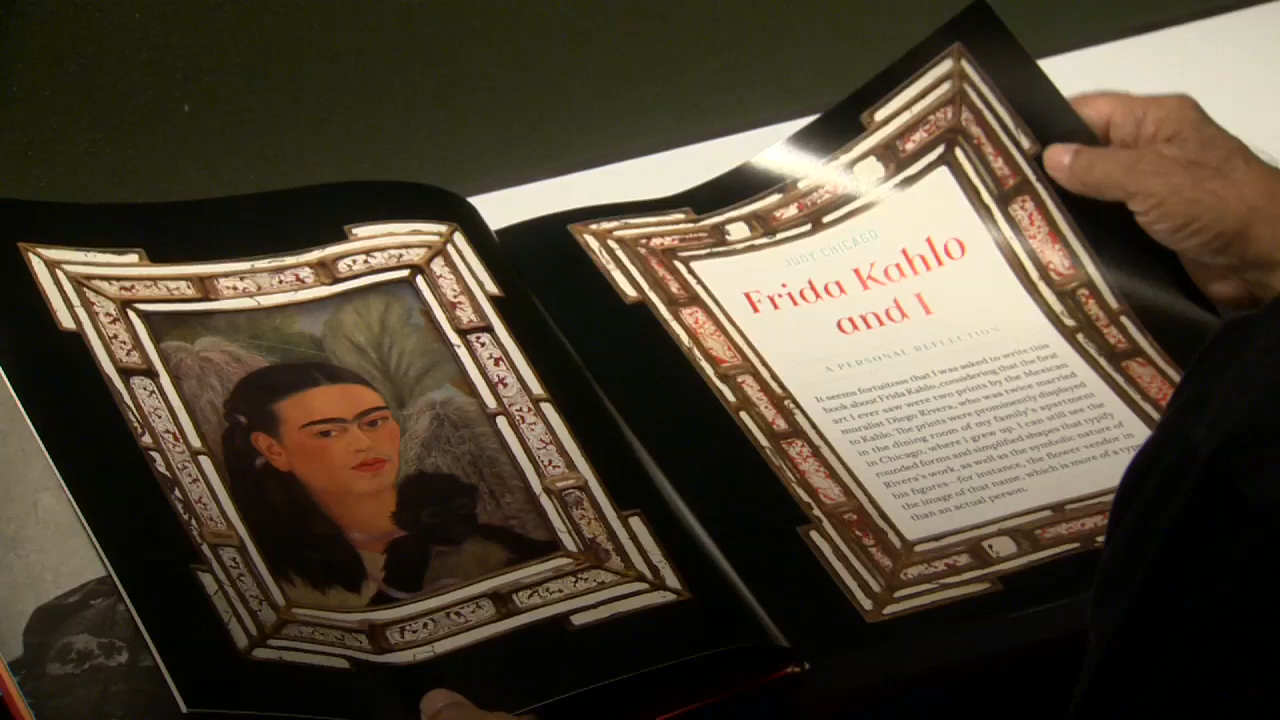 JUDY CHICAGO
Frida Kahlo
and I
A PERSONAL REFLECTION
It seems fortuitous that I was asked to write this
book about Frida Kahlo, considering that the first
art I ever saw were two prints by the Mexican
muralist Diego Rivera, who was twice married
to Kahlo. The prints were prominently displayed
in the dining room of my family's apartment
in Chicago, where I grew up. I can still see the
rounded forms and simplified shapes that typify
Rivera's work, as well as the symbolic nature of
his figures—for instance, the flower vendor in
the image of that name, which is more of a type
than an actual person.